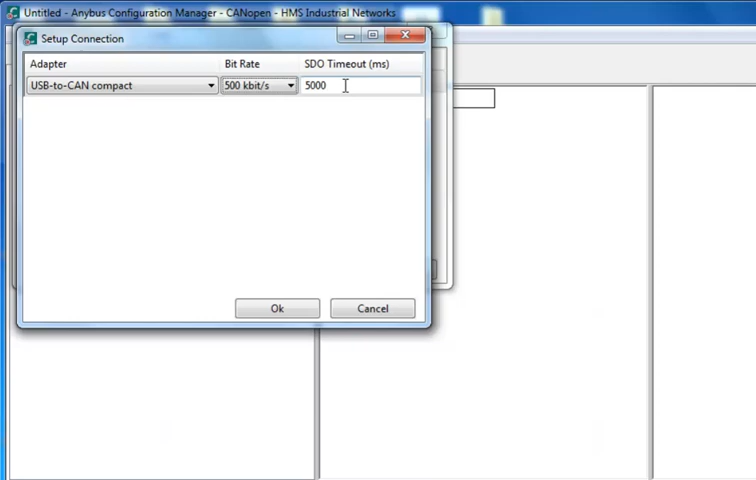 Untitled - Anybus Configuration Manager - CANopen - HMS Industrial Networks
Setup Connection
Adapter Bit Rate SDO Timeout (ms)
USB-to-CAN compact 500 kbit/s 5000
Ok Cancel